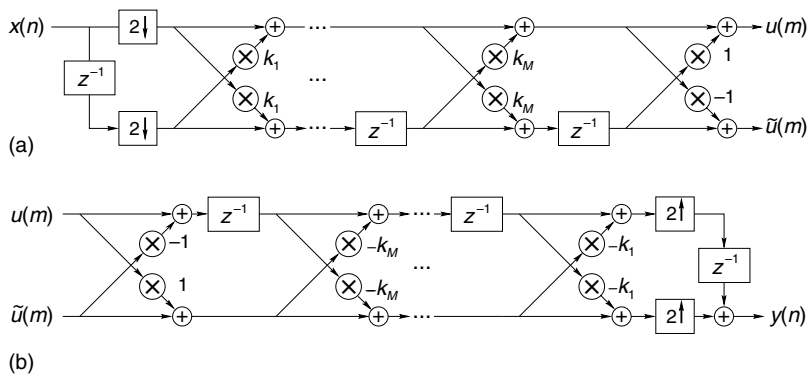 x(n) 2↓ ... u(m)
z⁻¹ k₁ ... k_M 1
k₁ k_M −1
2↓ ... z⁻¹ z⁻¹ ũ(m)
(a)
u(m) z⁻¹ ... z⁻¹ 2↑
−1 −k_M −k₁ z⁻¹
1 −k_M ... −k₁
ũ(m) ... 2↑ y(n)
(b)